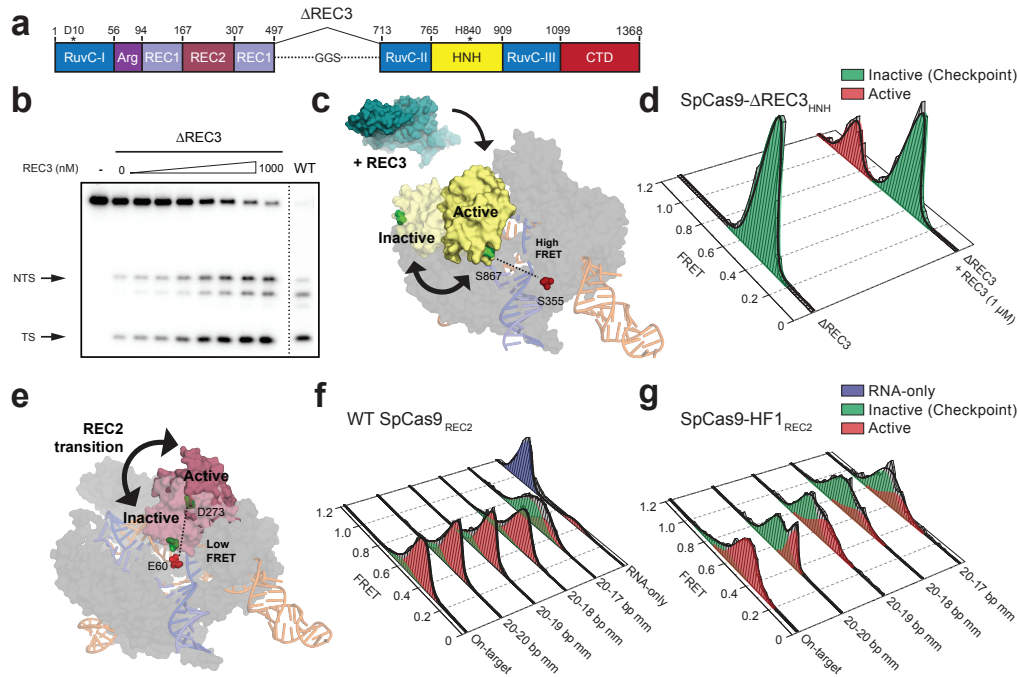 a
ΔREC3
1 D10 56 94 167 307 497 713 765 H840 909 1099 1368
* *
RuvC-I Arg REC1 REC2 REC1 GGS RuvC-II HNH RuvC-III CTD
b
ΔREC3
REC3 (nM) - 0 1000 WT
NTS
TS
c
+ REC3
Active
Inactive
High
FRET
S867
S355
d
Inactive (Checkpoint)
Active
SpCas9-ΔREC3HNH
1.2
1.0
0.8
0.6
0.4
0.2
0
FRET
ΔREC3
ΔREC3
+ REC3 (1 µM)
e
REC2
transition
Active
D273
Inactive
Low
FRET
E60
f
WT SpCas9REC2
1.2
1.0
0.8
0.6
0.4
0.2
0
FRET
On-target
20-20 bp mm
20-19 bp mm
20-18 bp mm
20-17 bp mm
RNA-only
g
RNA-only
Inactive (Checkpoint)
Active
SpCas9-HF1REC2
1.2
1.0
0.8
0.6
0.4
0.2
0
FRET
On-target
20-20 bp mm
20-19 bp mm
20-18 bp mm
20-17 bp mm